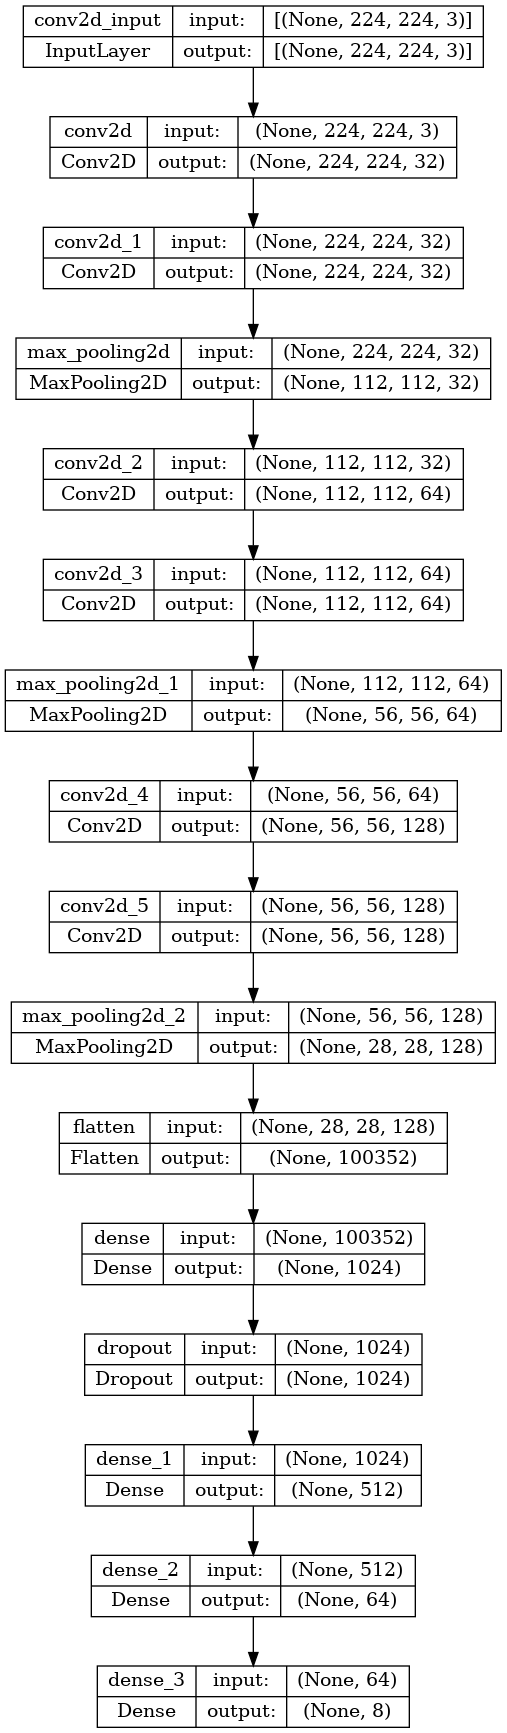 conv2d_input input: [(None, 224, 224, 3)]
InputLayer output: [(None, 224, 224, 3)]
conv2d input: (None, 224, 224, 3)
Conv2D output: (None, 224, 224, 32)
conv2d_1 input: (None, 224, 224, 32)
Conv2D output: (None, 224, 224, 32)
max_pooling2d input: (None, 224, 224, 32)
MaxPooling2D output: (None, 112, 112, 32)
conv2d_2 input: (None, 112, 112, 32)
Conv2D output: (None, 112, 112, 64)
conv2d_3 input: (None, 112, 112, 64)
Conv2D output: (None, 112, 112, 64)
max_pooling2d_1 input: (None, 112, 112, 64)
MaxPooling2D output: (None, 56, 56, 64)
conv2d_4 input: (None, 56, 56, 64)
Conv2D output: (None, 56, 56, 128)
conv2d_5 input: (None, 56, 56, 128)
Conv2D output: (None, 56, 56, 128)
max_pooling2d_2 input: (None, 56, 56, 128)
MaxPooling2D output: (None, 28, 28, 128)
flatten input: (None, 28, 28, 128)
Flatten output: (None, 100352)
dense input: (None, 100352)
Dense output: (None, 1024)
dropout input: (None, 1024)
Dropout output: (None, 1024)
dense_1 input: (None, 1024)
Dense output: (None, 512)
dense_2 input: (None, 512)
Dense output: (None, 64)
dense_3 input: (None, 64)
Dense output: (None, 8)